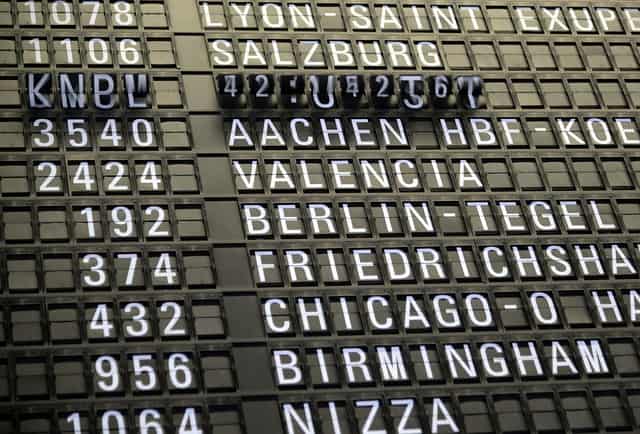 1078 LYON-SAINT EXUPE
1106 SALZBURG
3540 AACHEN HBF-KOE
2424 VALENCIA
192 BERLIN-TEGEL
374 FRIEDRICHSHA
432 CHICAGO-O HA
956 BIRMINGHAM
1064 NIZZA